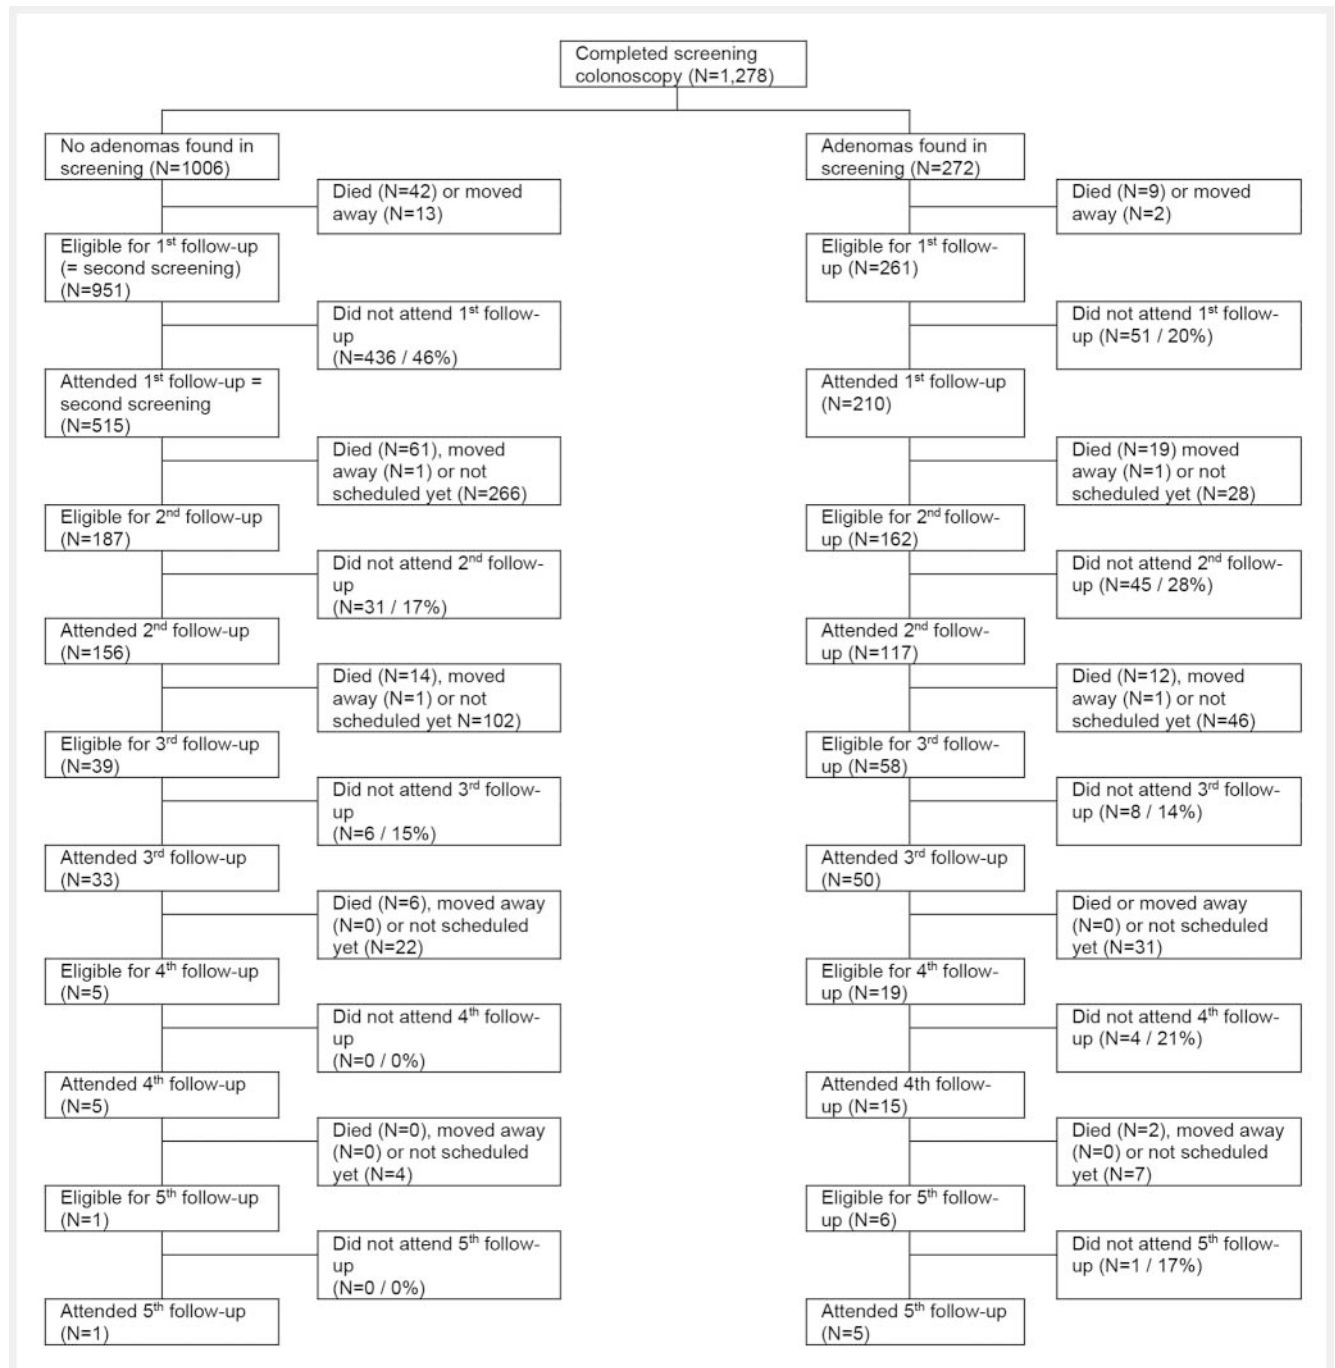 Completed screening
colonoscopy (N=1,278)
No adenomas found in
screening (N=1006)
Died (N=42) or moved
away (N=13)
Eligible for 1st follow-up
(= second screening)
(N=951)
Did not attend 1st follow-
up
(N=436 / 46%)
Attended 1st follow-up =
second screening
(N=515)
Died (N=61), moved
away (N=1) or not
scheduled yet (N=266)
Eligible for 2nd follow-up
(N=187)
Did not attend 2nd follow-
up
(N=31 / 17%)
Attended 2nd follow-up
(N=156)
Died (N=14), moved
away (N=1) or not
scheduled yet N=102)
Eligible for 3rd follow-up
(N=39)
Did not attend 3rd follow-
up
(N=6 / 15%)
Attended 3rd follow-up
(N=33)
Died (N=6), moved away
(N=0) or not scheduled
yet (N=22)
Eligible for 4th follow-up
(N=5)
Did not attend 4th follow-
up
(N=0 / 0%)
Attended 4th follow-up
(N=5)
Died (N=0), moved away
(N=0) or not scheduled
yet (N=4)
Eligible for 5th follow-up
(N=1)
Did not attend 5th follow-
up
(N=0 / 0%)
Attended 5th follow-up
(N=1)
Adenomas found in
screening (N=272)
Died (N=9) or moved
away (N=2)
Eligible for 1st follow-
up (N=261)
Did not attend 1st follow-
up (N=51 / 20%)
Attended 1st follow-up
(N=210)
Died (N=19) moved
away (N=1) or not
scheduled yet (N=28)
Eligible for 2nd follow-
up (N=162)
Did not attend 2nd follow-
up (N=45 / 28%)
Attended 2nd follow-
up (N=117)
Died (N=12), moved
away (N=1) or not
scheduled yet (N=46)
Eligible for 3rd follow-
up (N=58)
Did not attend 3rd follow-
up (N=8 / 14%)
Attended 3rd follow-up
(N=50)
Died or moved away
(N=0) or not scheduled
yet (N=31)
Eligible for 4th follow-
up (N=19)
Did not attend 4th follow-
up (N=4 / 21%)
Attended 4th follow-
up (N=15)
Died (N=2), moved away
(N=0) or not scheduled
yet (N=7)
Eligible for 5th follow-
up (N=6)
Did not attend 5th follow-
up (N=1 / 17%)
Attended 5th follow-up
(N=5)